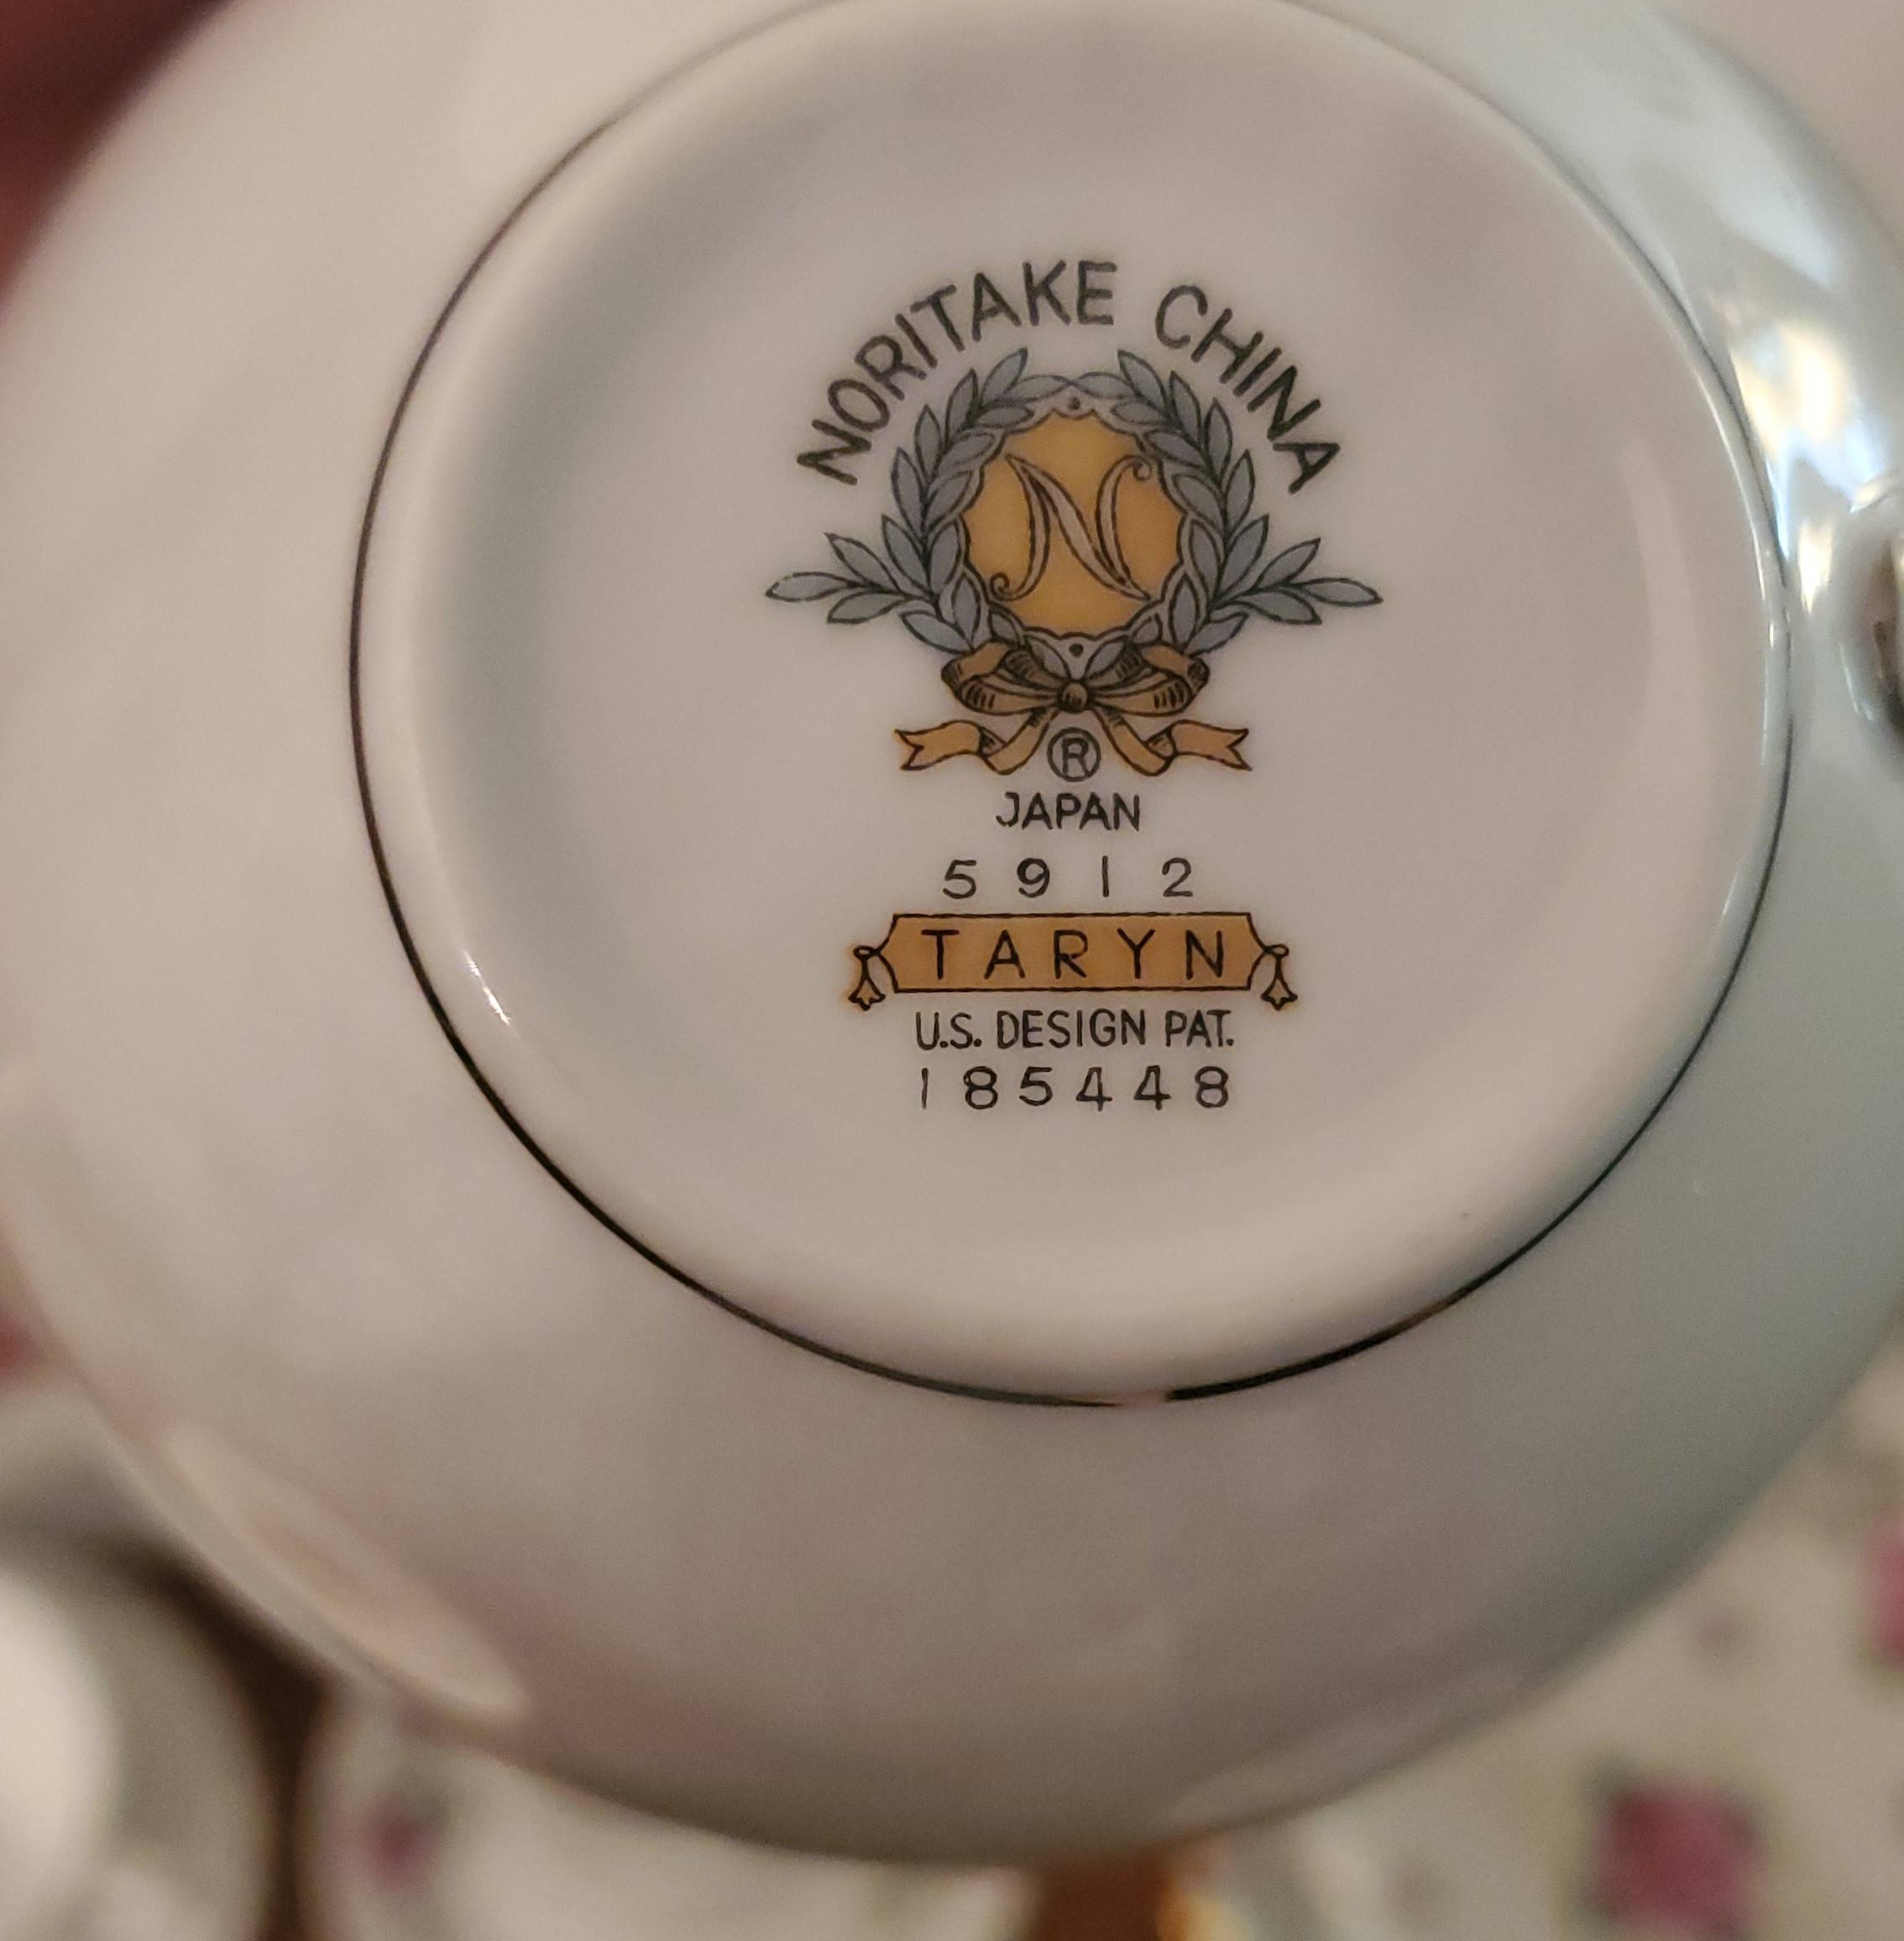 NORITAKE CHINA
N
®
JAPAN
5912
TARYN
U.S. DESIGN PAT.
185448